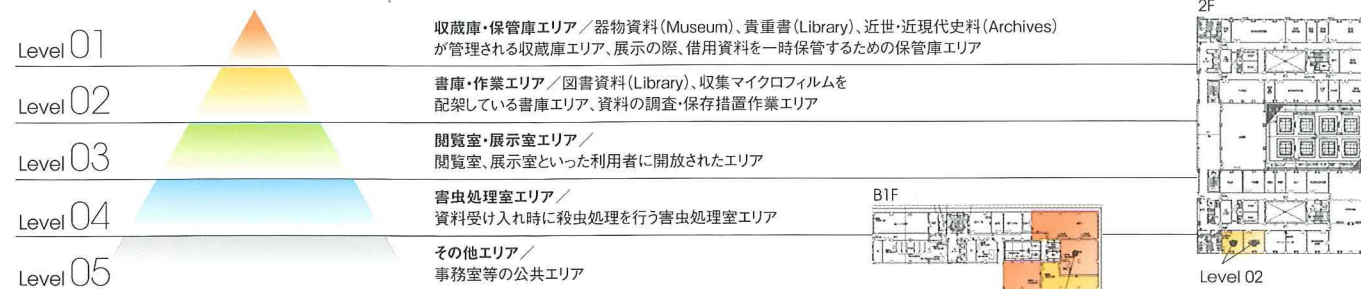 Level 01
収蔵庫・保管庫エリア／器物資料(Museum)、貴重書(Library)、近世・近現代史料(Archives)
が管理される収蔵庫エリア、展示の際、借用資料を一時保管するための保管庫エリア
Level 02
書庫・作業エリア／図書資料(Library)、収集マイクロフィルムを
配架している書庫エリア、資料の調査・保存措置作業エリア
Level 03
閲覧室・展示室エリア／
閲覧室、展示室といった利用者に開放されたエリア
Level 04
害虫処理室エリア／
資料受け入れ時に殺虫処理を行う害虫処理室エリア
Level 05
その他エリア／
事務室等の公共エリア
B1F
2F
Level 02